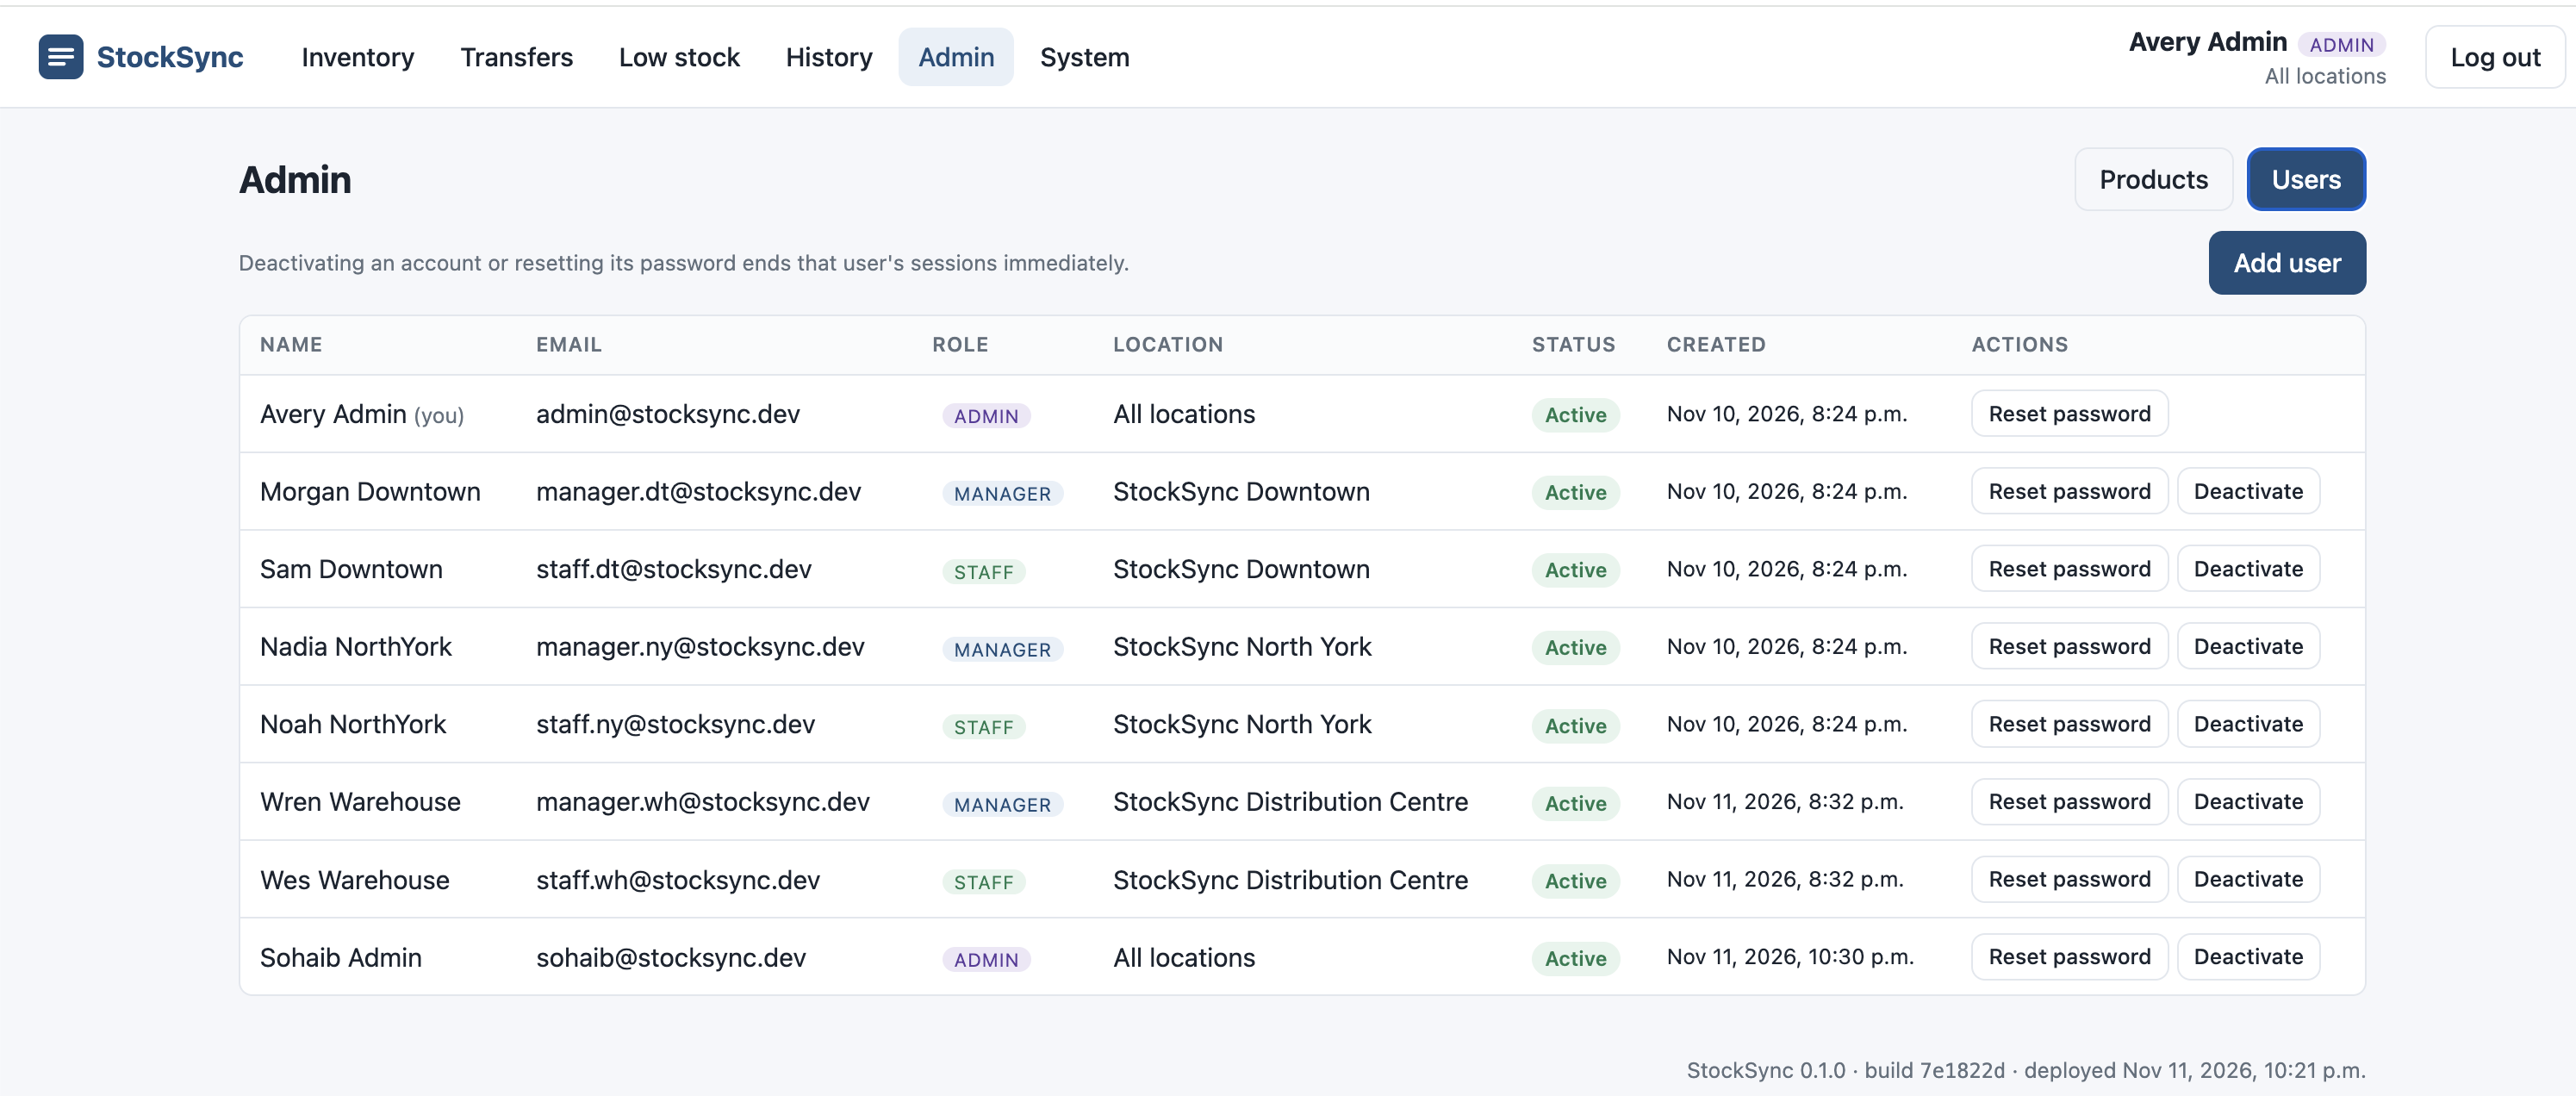 StockSync Inventory Transfers Low stock History Admin System Avery Admin ADMIN Log out
All locations
Admin Products Users
Deactivating an account or resetting its password ends that user's sessions immediately. Add user
NAME EMAIL ROLE LOCATION STATUS CREATED ACTIONS
Avery Admin (you) admin@stocksync.dev ADMIN All locations Active Nov 10, 2026, 8:24 p.m. Reset password
Morgan Downtown manager.dt@stocksync.dev MANAGER StockSync Downtown Active Nov 10, 2026, 8:24 p.m. Reset password Deactivate
Sam Downtown staff.dt@stocksync.dev STAFF StockSync Downtown Active Nov 10, 2026, 8:24 p.m. Reset password Deactivate
Nadia NorthYork manager.ny@stocksync.dev MANAGER StockSync North York Active Nov 10, 2026, 8:24 p.m. Reset password Deactivate
Noah NorthYork staff.ny@stocksync.dev STAFF StockSync North York Active Nov 10, 2026, 8:24 p.m. Reset password Deactivate
Wren Warehouse manager.wh@stocksync.dev MANAGER StockSync Distribution Centre Active Nov 11, 2026, 8:32 p.m. Reset password Deactivate
Wes Warehouse staff.wh@stocksync.dev STAFF StockSync Distribution Centre Active Nov 11, 2026, 8:32 p.m. Reset password Deactivate
Sohaib Admin sohaib@stocksync.dev ADMIN All locations Active Nov 11, 2026, 10:30 p.m. Reset password Deactivate
StockSync 0.1.0 · build 7e1822d · deployed Nov 11, 2026, 10:21 p.m.